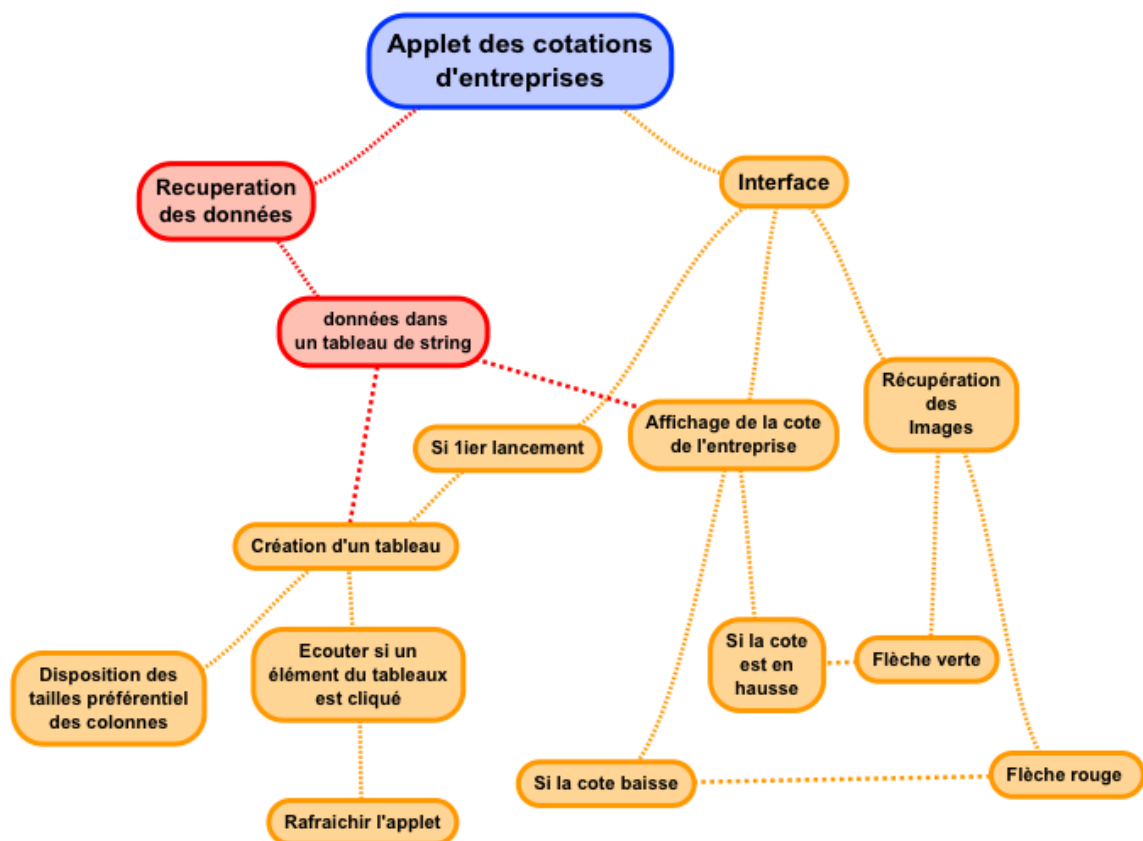 Applet des cotations
d'entreprises
Recuperation
des données
Interface
données dans
un tableau de string
Récupération
des
Images
Affichage de la cote
de l'entreprise
Si 1ier lancement
Création d'un tableau
Disposition des
tailles préférentiel
des colonnes
Ecouter si un
élément du tableaux
est cliqué
Si la cote
est en
hausse
Flèche verte
Si la cote baisse
Flèche rouge
Rafraichir l'applet